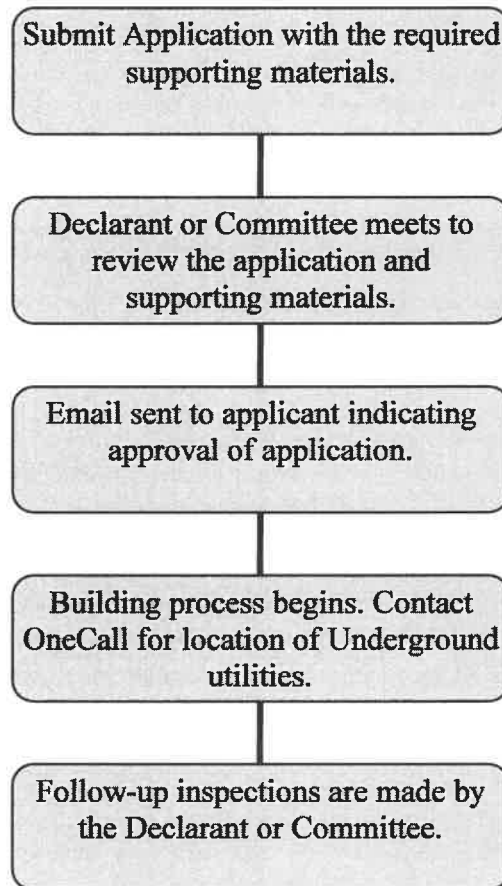 Submit Application with the required
supporting materials.
Declarant or Committee meets to
review the application and
supporting materials.
Email sent to applicant indicating
approval of application.
Building process begins. Contact
OneCall for location of Underground
utilities.
Follow-up inspections are made by
the Declarant or Committee.